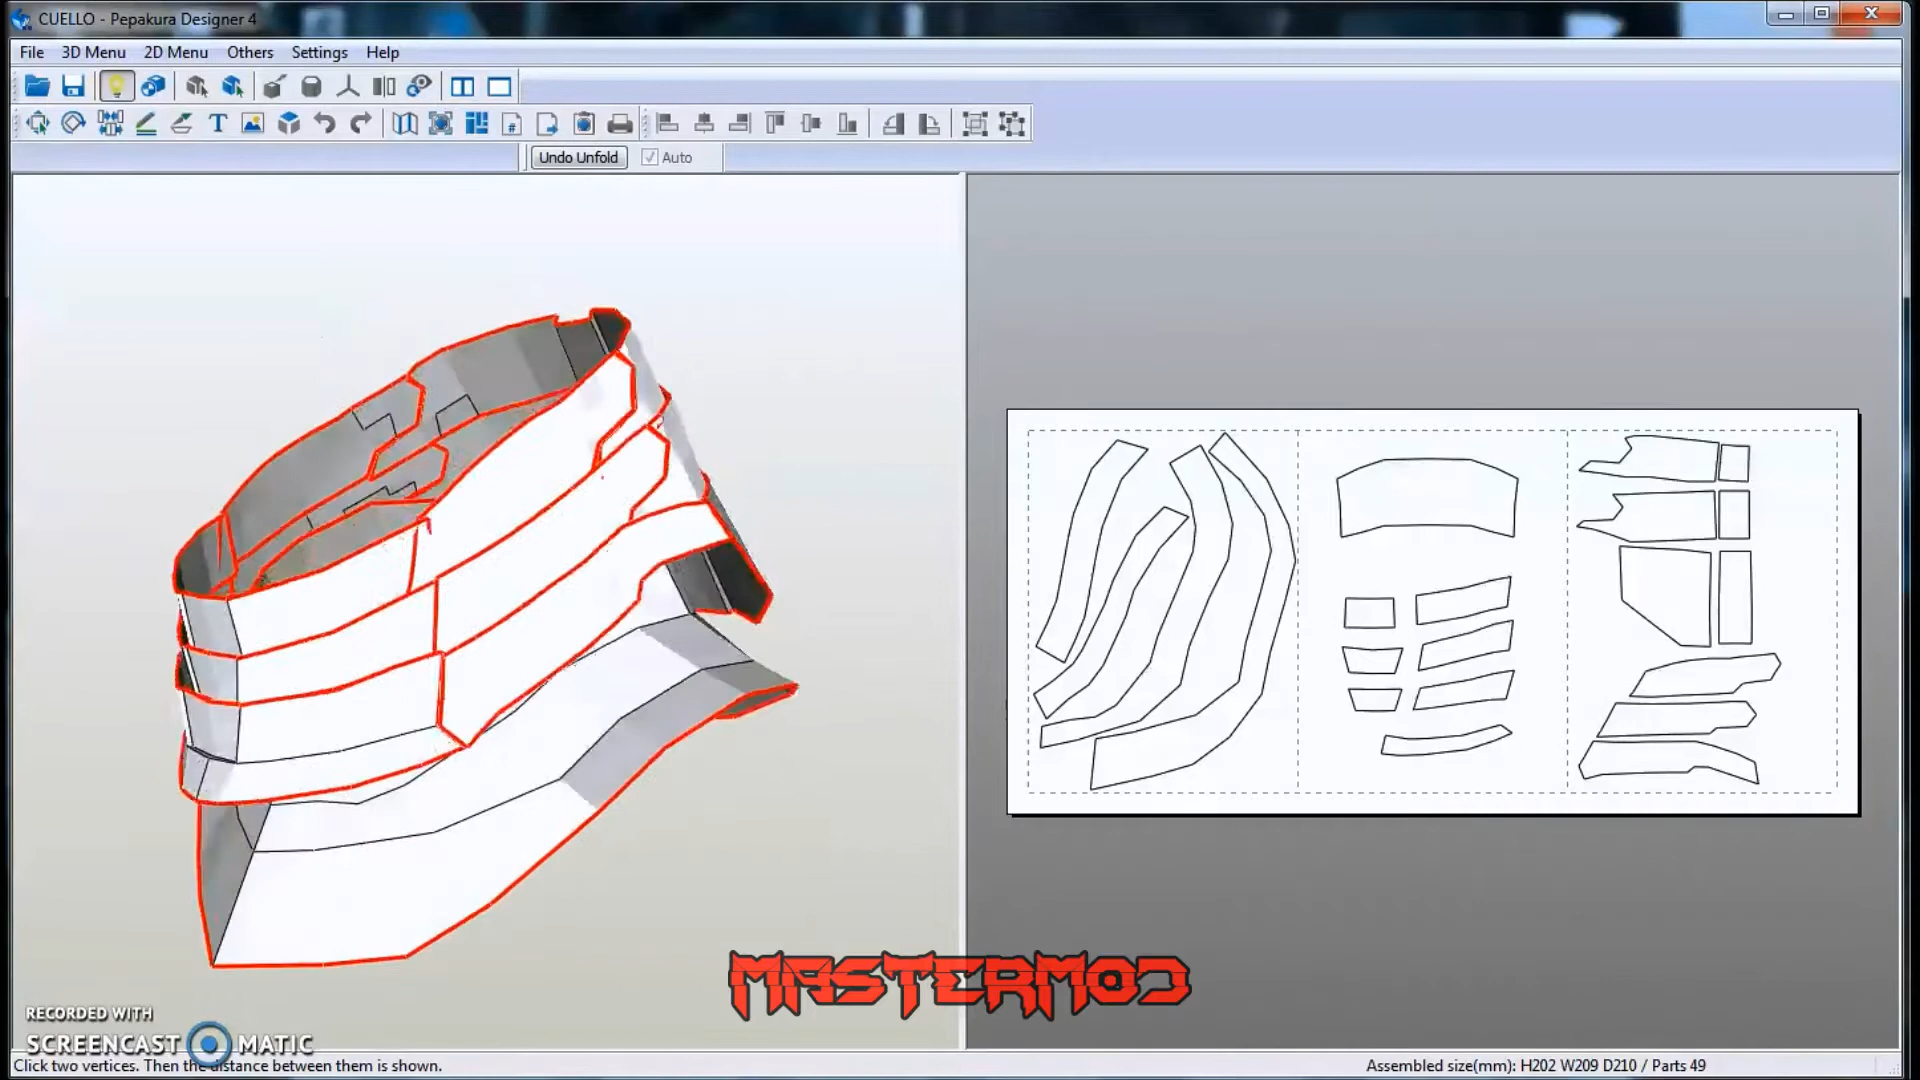 CUELLO - Pepakura Designer 4
File 3D Menu 2D Menu Others Settings Help
Undo Unfold Auto
MASTERMOD
RECORDED WITH
SCREENCAST MATIC
Click two vertices. Then the distance between them is shown.
Assembled size(mm): H202 W209 D210 / Parts 49